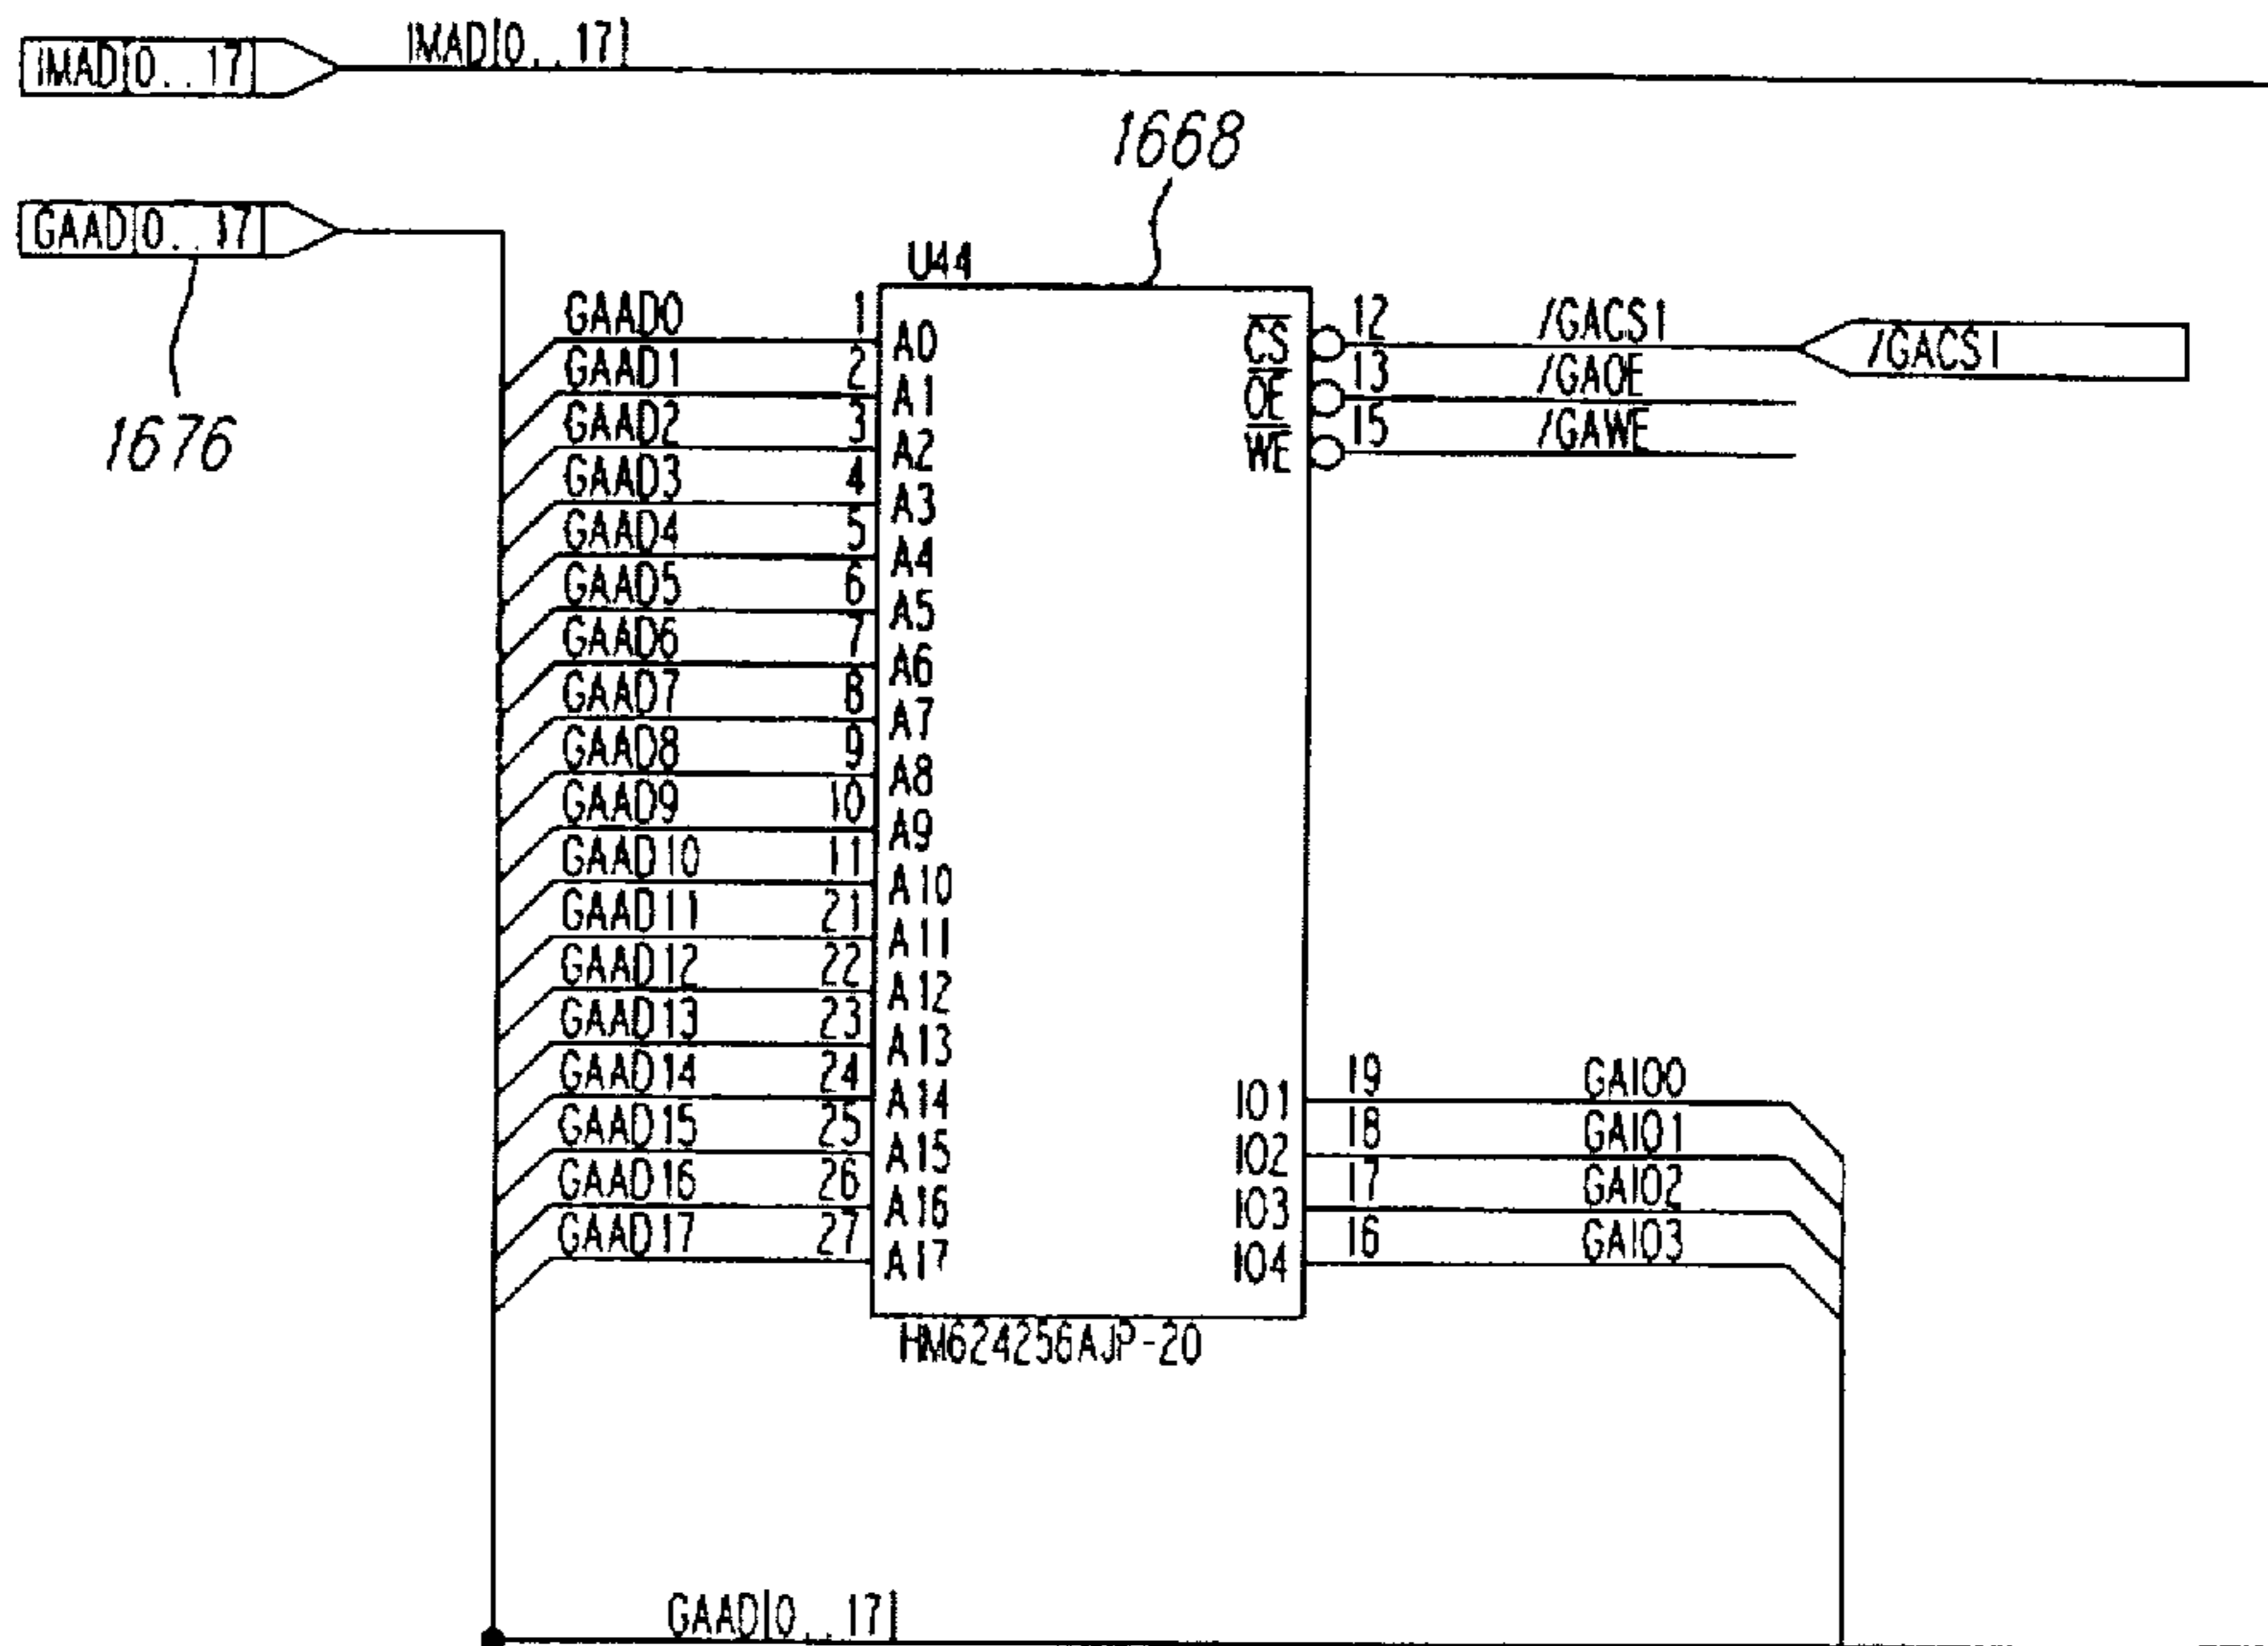 IMAD[0..17] IMAD[0..17]
1668
GAAD[0..17]
1676
U44
GAAD0 1 A0 CS 12 /GACS1 /GACS1
GAAD1 2 A1 OE 13 /GAOE
GAAD2 3 A2 WE 15 /GAWE
GAAD3 4 A3
GAAD4 5 A4
GAAD5 6 A5
GAAD6 7 A6
GAAD7 8 A7
GAAD8 9 A8
GAAD9 10 A9
GAAD10 11 A10
GAAD11 21 A11
GAAD12 22 A12
GAAD13 23 A13
GAAD14 24 A14 IO1 19 GAIO0
GAAD15 25 A15 IO2 18 GAIO1
GAAD16 26 A16 IO3 17 GAIO2
GAAD17 27 A17 IO4 16 GAIO3
HM624256AJP-20
GAAD[0..17]